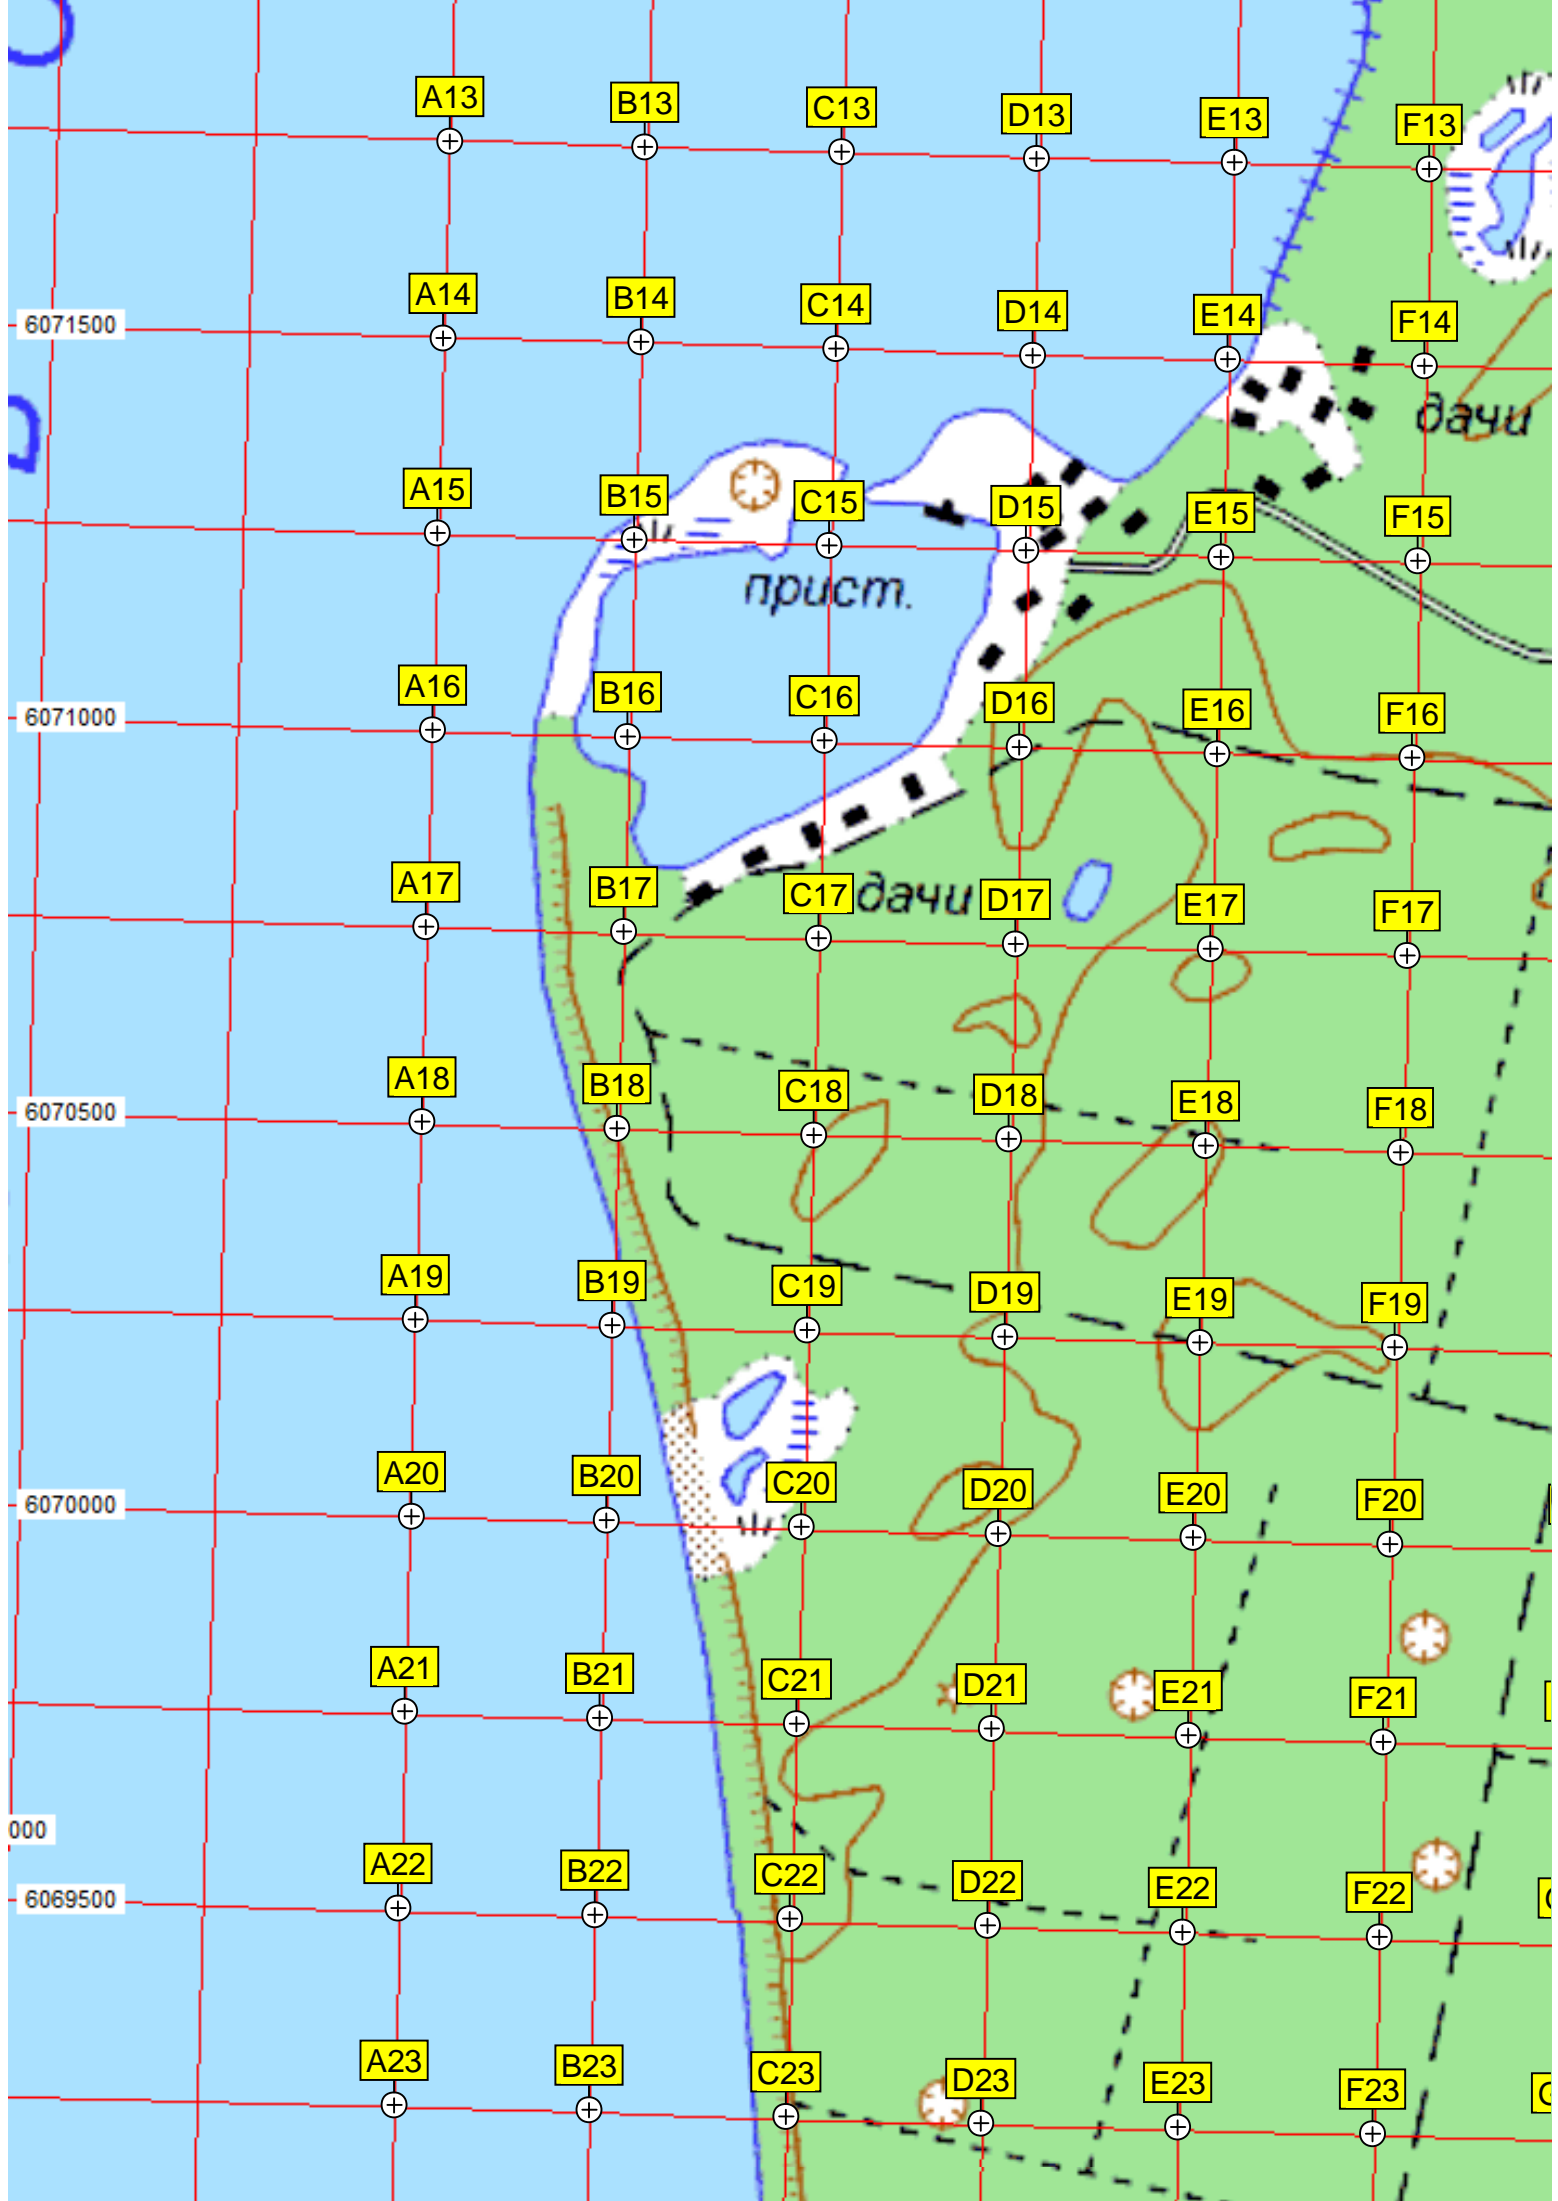 A13 B13 C13 D13 E13 F13
A14 B14 C14 D14 E14 F14
6071500
дачи
A15 B15 C15 D15 E15 F15
прист.
A16 B16 C16 D16 E16 F16
6071000
A17 B17 C17 дачи D17 E17 F17
A18 B18 C18 D18 E18 F18
6070500
A19 B19 C19 D19 E19 F19
A20 B20 C20 D20 E20 F20
6070000
A21 B21 C21 D21 E21 F21
000
A22 B22 C22 D22 E22 F22
6069500
A23 B23 C23 D23 E23 F23